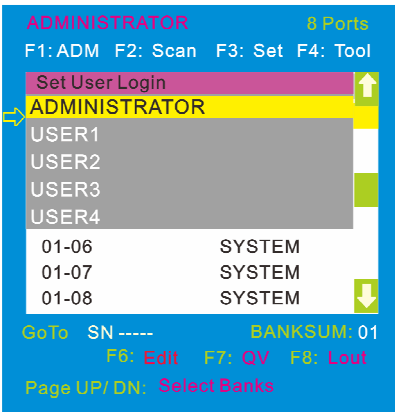 ADMINISTRATOR 8 Ports
F1: ADM F2: Scan F3: Set F4: Tool
Set User Login
ADMINISTRATOR
USER1
USER2
USER3
USER4
01-06 SYSTEM
01-07 SYSTEM
01-08 SYSTEM
GoTo SN ----- BANKSUM: 01
F6: Edit F7: QV F8: Lout
Page UP/ DN: Select Banks